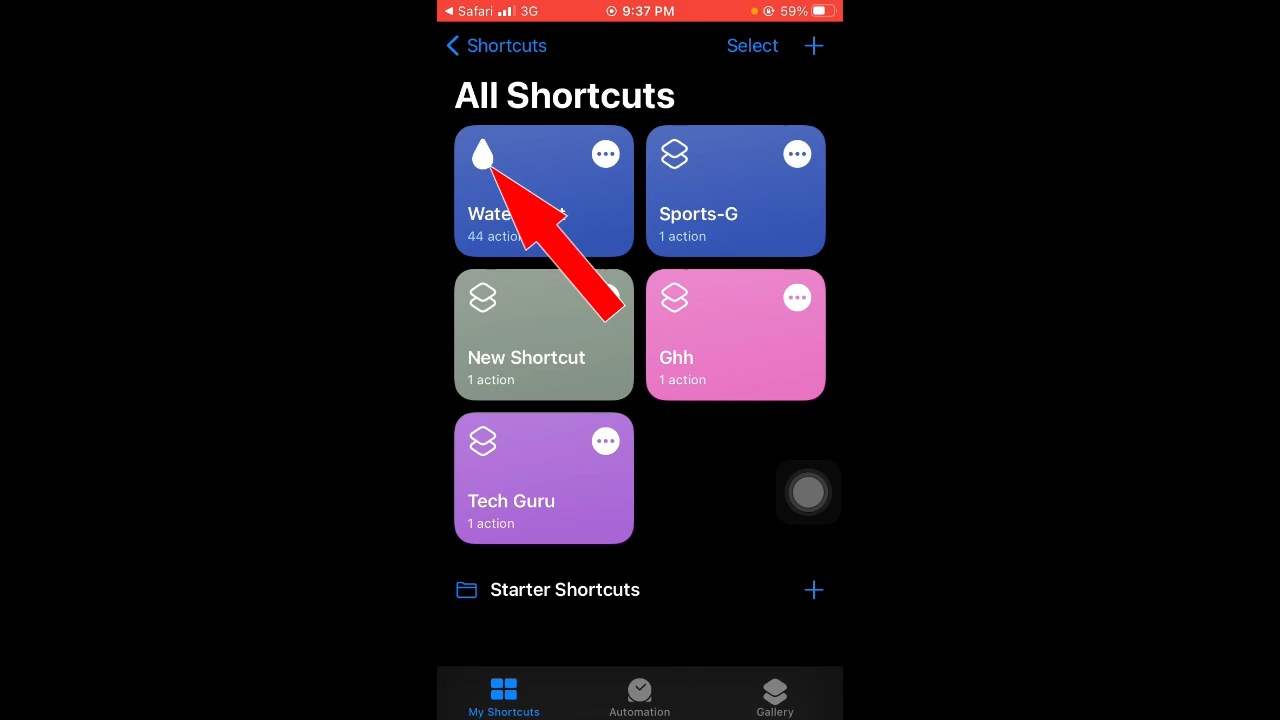 Safari 3G 9:37 PM 59%
Shortcuts Select
All Shortcuts
Sports-G
44 1 action
New Shortcut Ghh
1 action 1 action
Tech Guru
1 action
Starter Shortcuts
My Shortcuts Automation Gallery